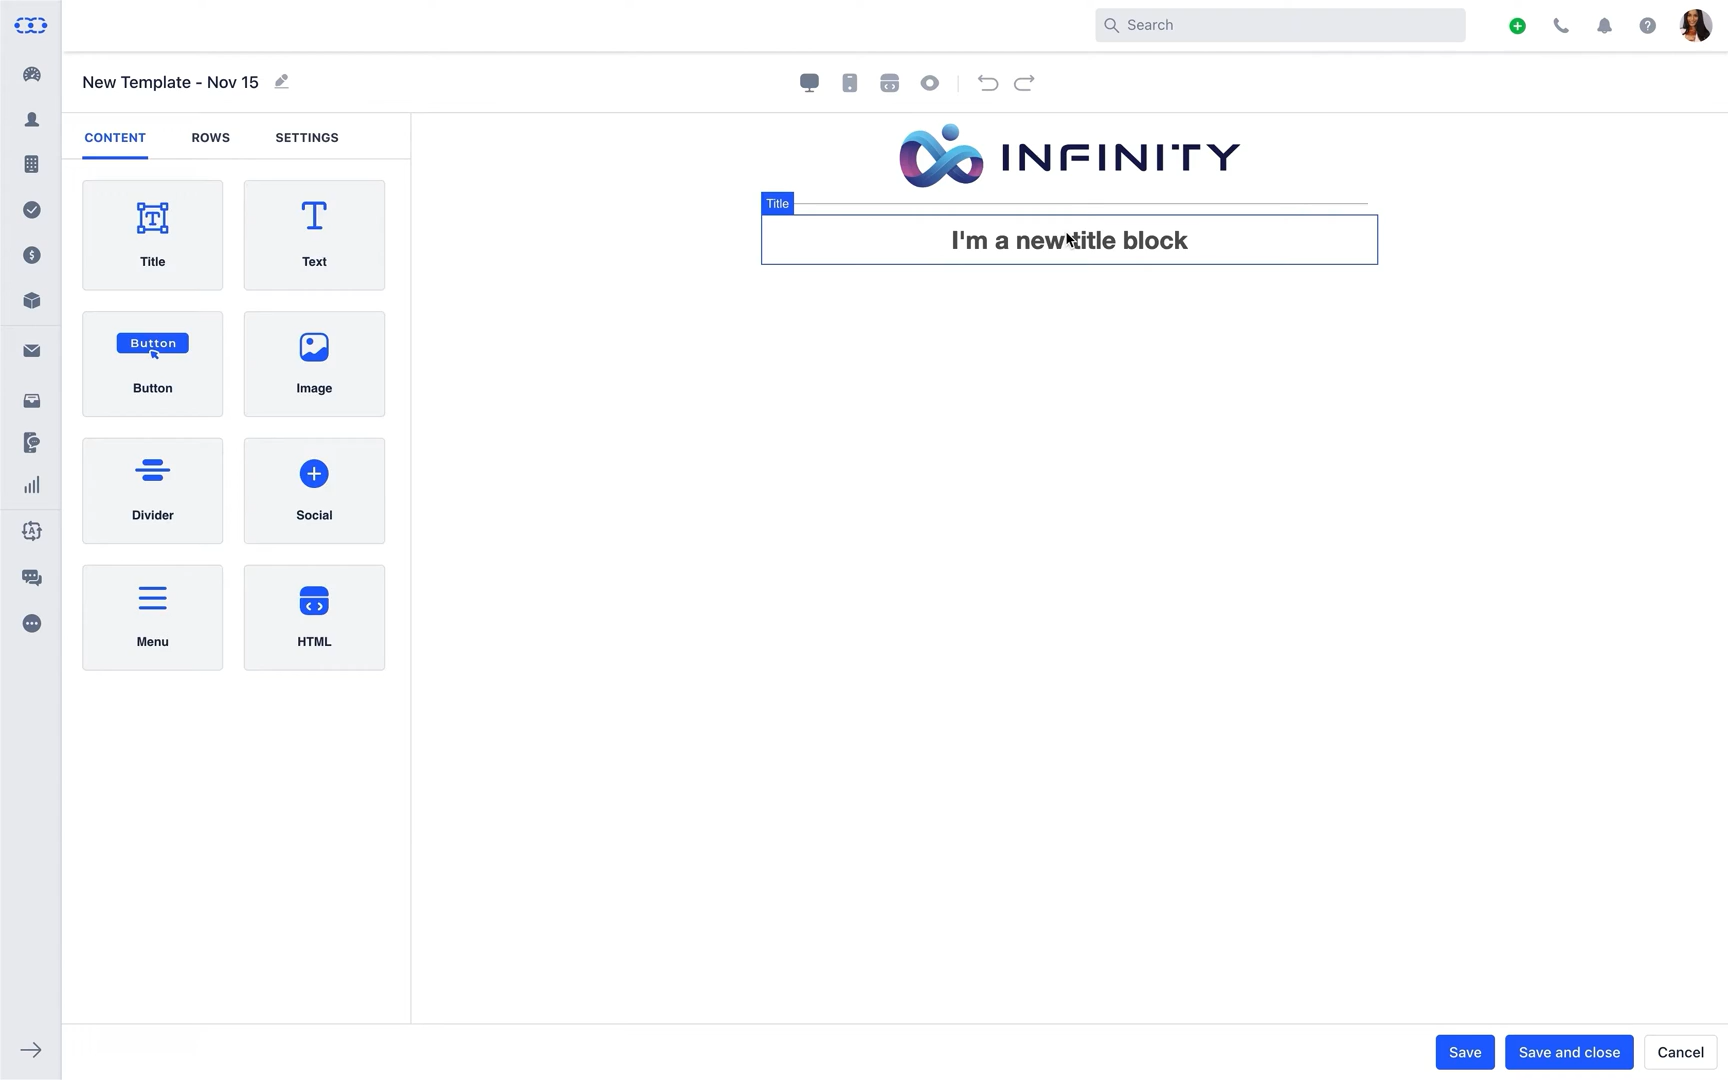 Search
New Template - Nov 15
CONTENT
ROWS
SETTINGS
INFINITY
Title
I'm a new title block
Title
Text
Button
Button
Image
Divider
Social
Menu
HTML
Save
Save and close
Cancel